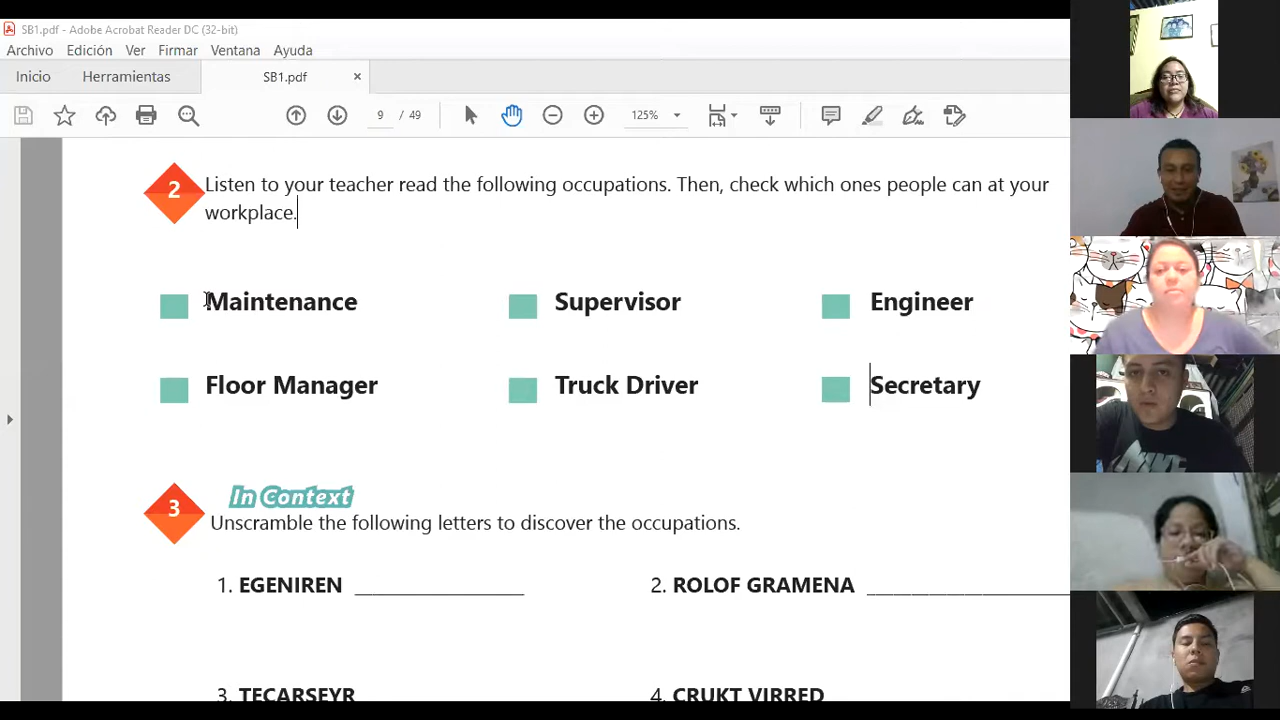 SB1.pdf - Adobe Acrobat Reader DC (32-bit)
Archivo Edición Ver Firmar Ventana Ayuda
Inicio Herramientas SB1.pdf ×
9 / 49 125%
2 Listen to your teacher read the following occupations. Then, check which ones people can at your
workplace.
Maintenance Supervisor Engineer
Floor Manager Truck Driver Secretary
3 In Context
Unscramble the following letters to discover the occupations.
1. EGENIREN ________________ 2. ROLOF GRAMENA ________________
3. TECARSEYR 4. CRUKT VIRRED